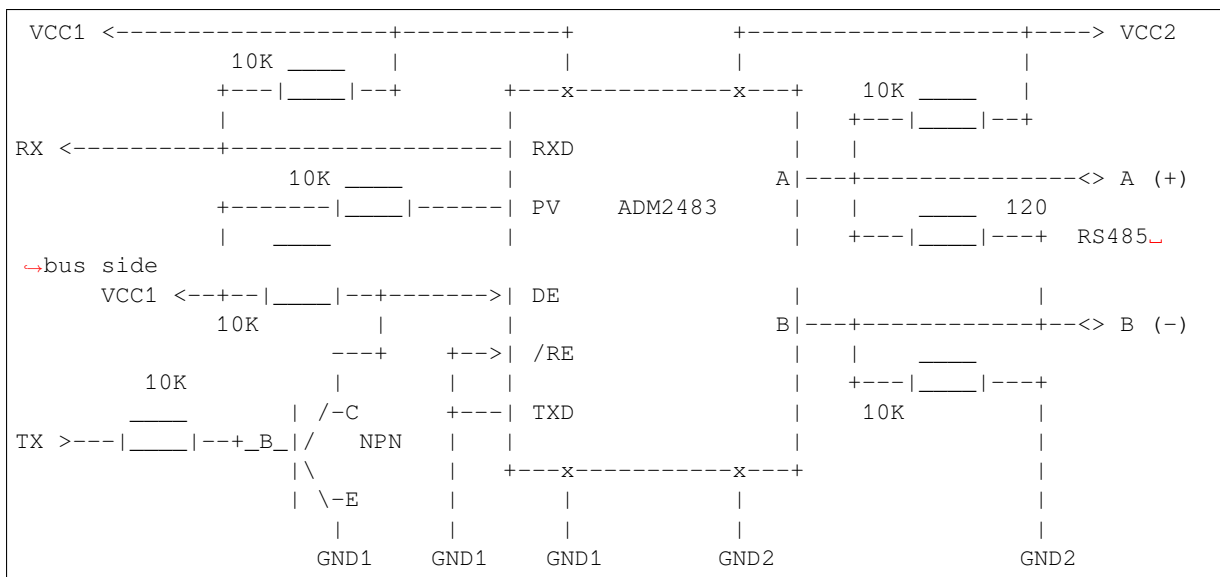 VCC1 <--------------------+-----------+           +-------------------+----> VCC2
10K ____    |           |           |                   |
+---|____|--+       +---x-----------x---+    10K ____   |
|                   |                   |   +---|____|--+
RX <----------+-------------------| RXD               |   |
10K ____       |                  A|---+---------------<> A (+)
+-------|____|------| PV    ADM2483     |   |    ____  120
|   ____            |                   |   +---|____|---+  RS485␣
↪bus side
VCC1 <--+--|____|--+------->| DE                |                |
10K        |        |                  B|---+------------+--<> B (-)
---+    +-->| /RE               |   |    ____
10K          |       |   |                   |   +---|____|---+
____       | /-C      +---| TXD               |    10K         |
TX >---|____|--+_B_|/   NPN   |   |                   |                |
|\         |   +---x-----------x---+                |
| \-E      |       |           |                    |
|       |       |           |                    |
GND1    GND1    GND1        GND2                 GND2